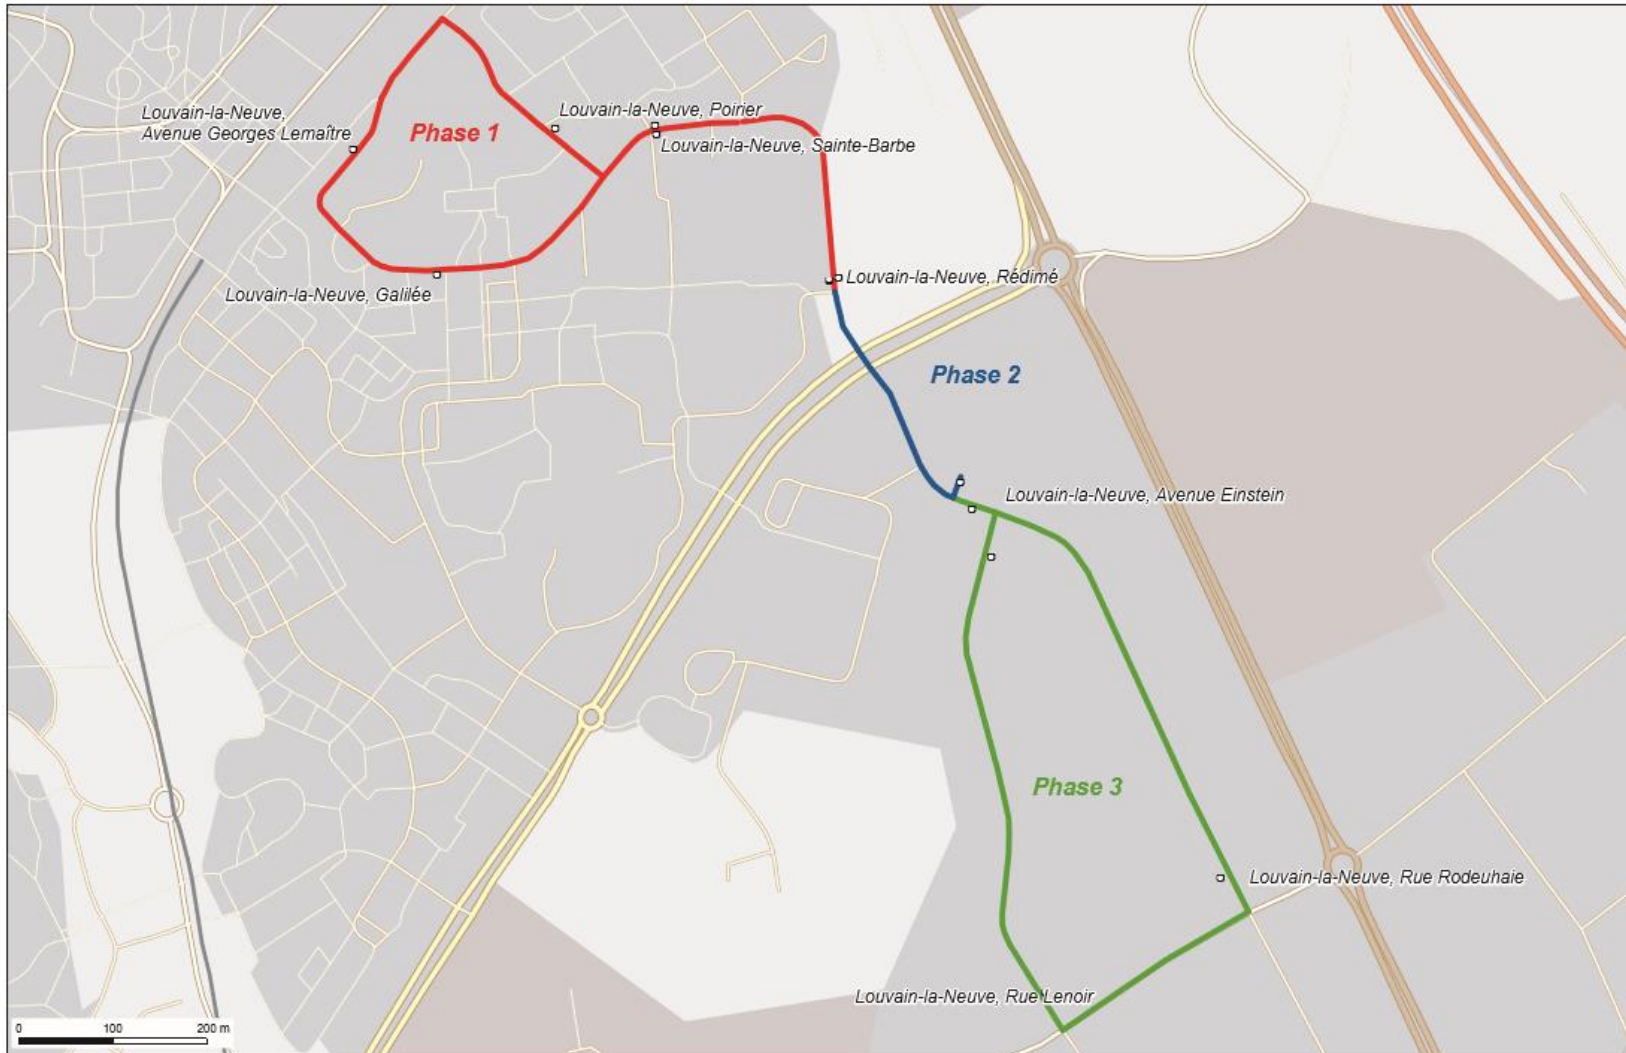 Louvain-la-Neuve,
Avenue Georges Lemaître
Phase 1
Louvain-la-Neuve, Poirier
Louvain-la-Neuve, Sainte-Barbe
Louvain-la-Neuve, Galilée
Louvain-la-Neuve, Rédimé
Phase 2
Louvain-la-Neuve, Avenue Einstein
Phase 3
Louvain-la-Neuve, Rue Rodeuhaie
Louvain-la-Neuve, Rue Lenoir
0 100 200 m